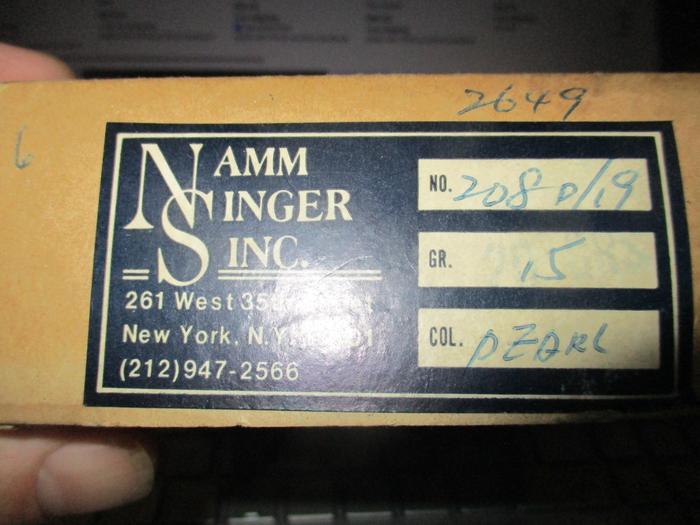 2649
6
NAMM
SINGER
INC.
261 West 35
New York, N.Y.
(212)947-2566
NO. 208 D/19
GR. 15
COL. PEARL